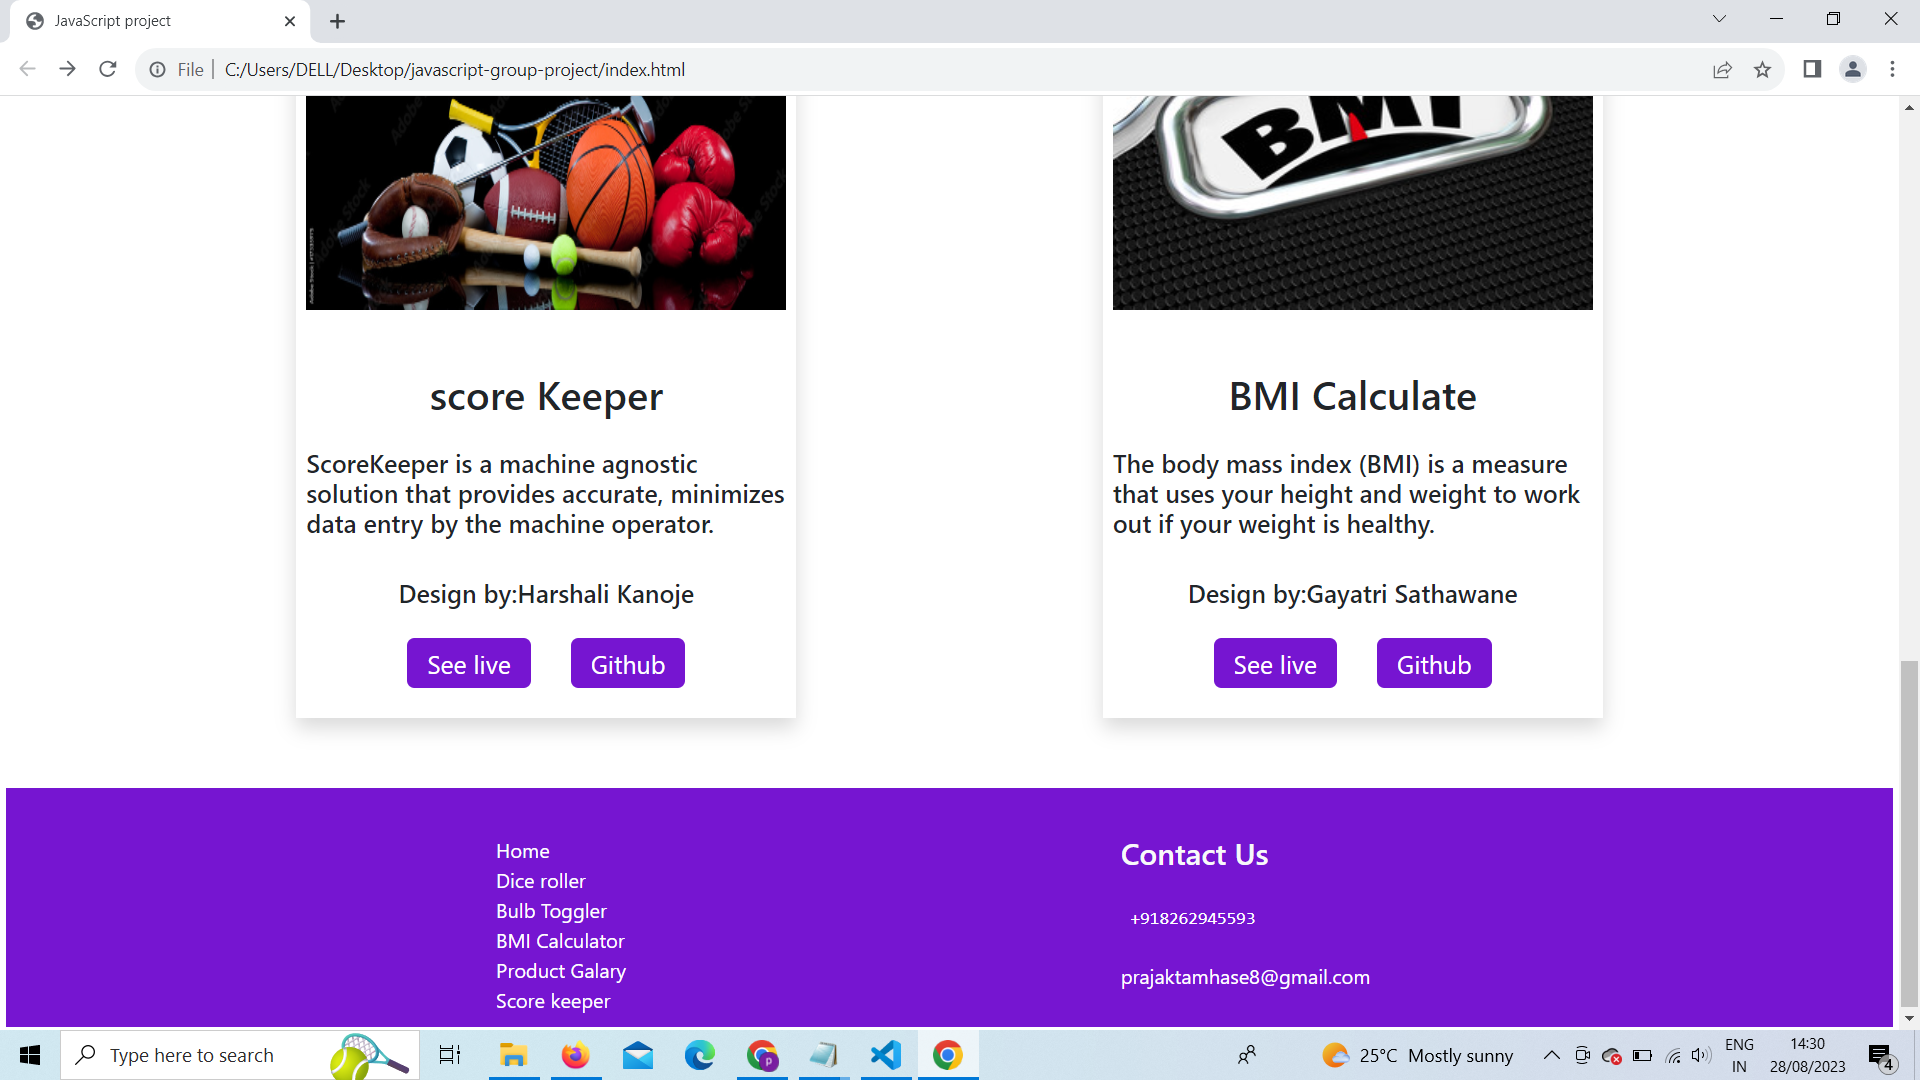 JavaScript project
File
C:/Users/DELL/Desktop/javascript-group-project/index.html
BMI
score Keeper
ScoreKeeper is a machine agnostic
solution that provides accurate, minimizes
data entry by the machine operator.
Design by:Harshali Kanoje
See live
Github
BMI Calculate
The body mass index (BMI) is a measure
that uses your height and weight to work
out if your weight is healthy.
Design by:Gayatri Sathawane
See live
Github
Home
Dice roller
Bulb Toggler
BMI Calculator
Product Galary
Score keeper
Contact Us
+918262945593
prajaktamhase8@gmail.com
Type here to search
25°C Mostly sunny
ENG
IN
14:30
28/08/2023
4